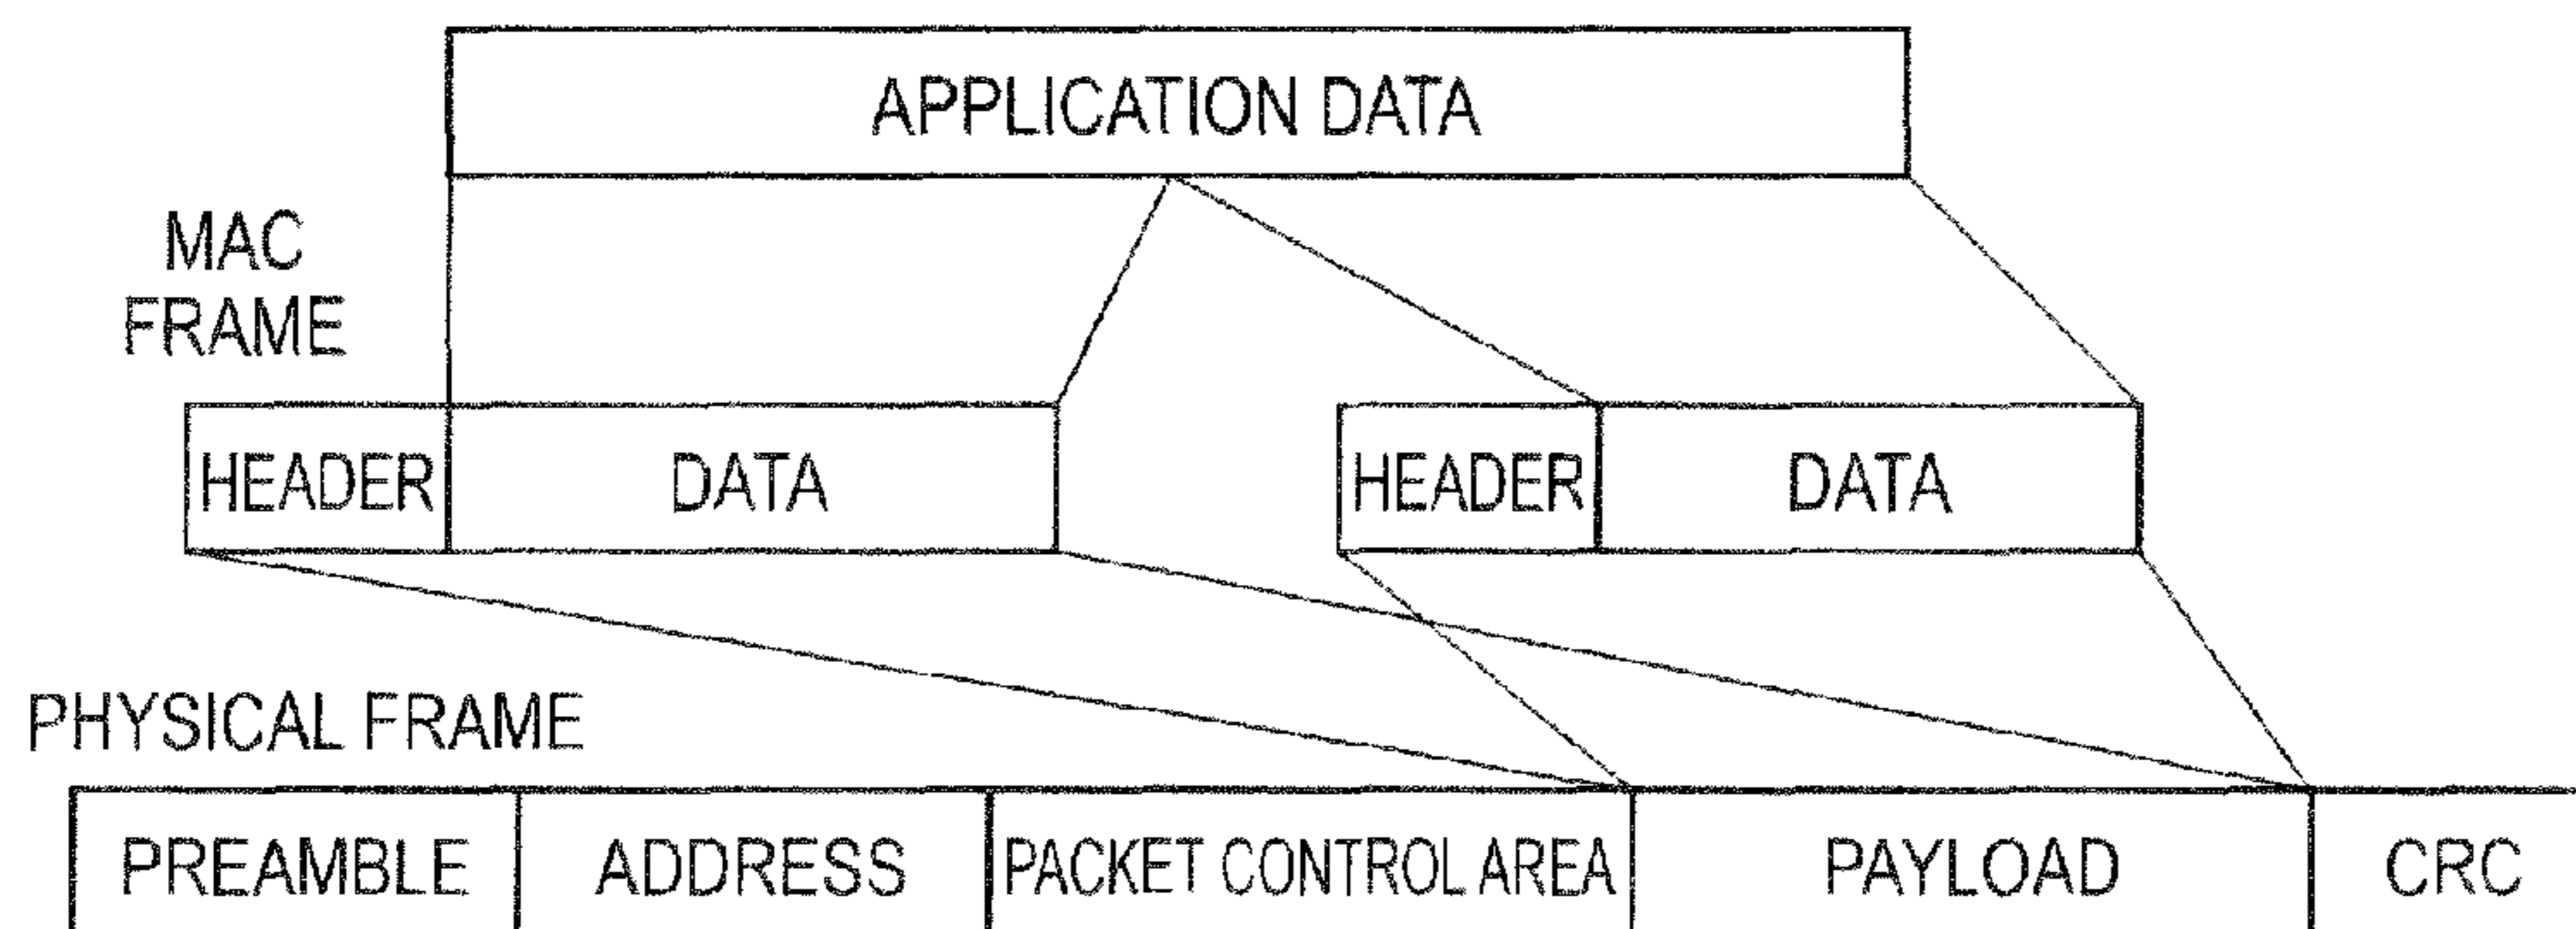 APPLICATION DATA
MAC
FRAME
HEADER DATA HEADER DATA
PHYSICAL FRAME
PREAMBLE ADDRESS PACKET CONTROL AREA PAYLOAD CRC